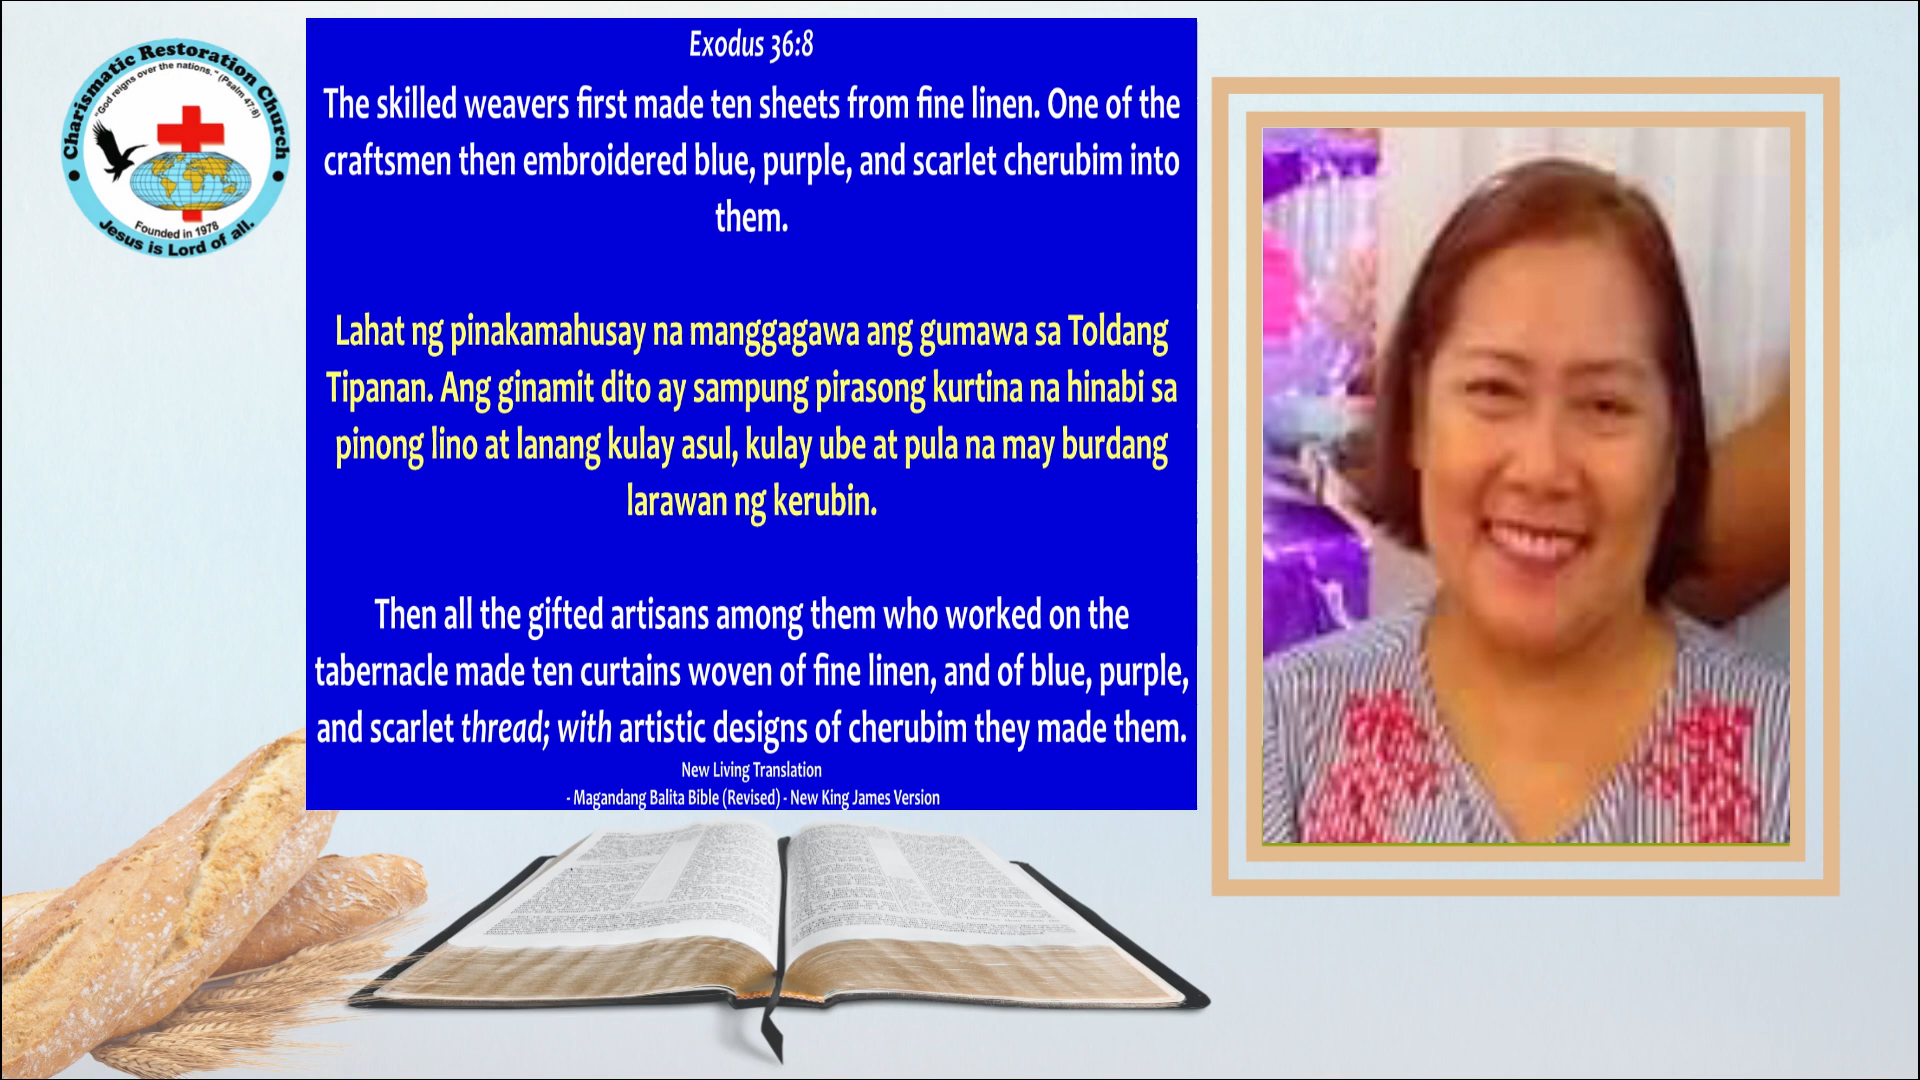 Charismatic Restoration Church
"God reigns over the nations." (Psalm 47:8)
Founded in 1978
Jesus is Lord of all.
Exodus 36:8
The skilled weavers first made ten sheets from fine linen. One of the
craftsmen then embroidered blue, purple, and scarlet cherubim into
them.
Lahat ng pinakamahusay na manggagawa ang gumawa sa Toldang
Tipanan. Ang ginamit dito ay sampung pirasong kurtina na hinabi sa
pinong lino at lanang kulay asul, kulay ube at pula na may burdang
larawan ng kerubin.
Then all the gifted artisans among them who worked on the
tabernacle made ten curtains woven of fine linen, and of blue, purple,
and scarlet thread; with artistic designs of cherubim they made them.
New Living Translation
- Magandang Balita Bible (Revised) - New King James Version